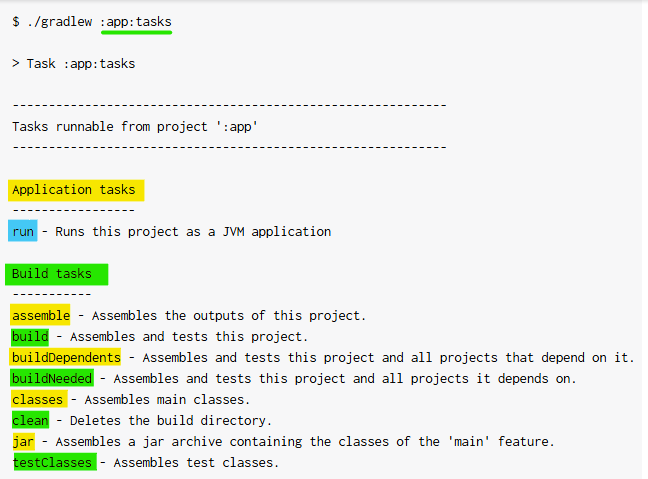 $ ./gradlew :app:tasks
> Task :app:tasks
------------------------------------------------------------
Tasks runnable from project ':app'
------------------------------------------------------------
Application tasks
-----------------
run - Runs this project as a JVM application
Build tasks
-----------
assemble - Assembles the outputs of this project.
build - Assembles and tests this project.
buildDependents - Assembles and tests this project and all projects that depend on it.
buildNeeded - Assembles and tests this project and all projects it depends on.
classes - Assembles main classes.
clean - Deletes the build directory.
jar - Assembles a jar archive containing the classes of the 'main' feature.
testClasses - Assembles test classes.